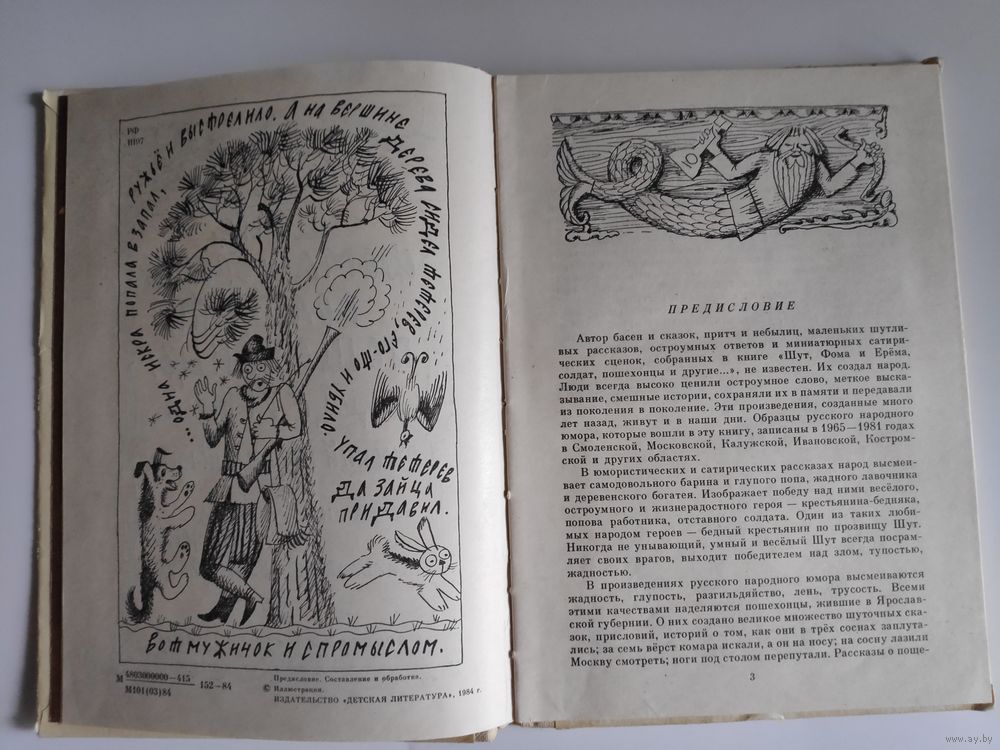 РФ
Ш97
...ОДНА ИСКРА ПОПАЛА В ЗАПАЛ,
РУЖЬЁ И ВЫСТРЕЛИЛО. А НА ВЕРШИНЕ
ДЕРЕВА СИДЕЛ ТЕТЕРЕВ, ЕГО-ТО И УБИЛО.
УПАЛ ТЕТЕРЕВ
ДА ЗАЙЦА
ПРИДАВИЛ.
ВОТ МУЖИЧОК И С ПРОМЫСЛОМ.
М 4803000000—415
М101(03)84
152—84
Предисловие. Составление и обработка.
© Иллюстрации.
ИЗДАТЕЛЬСТВО «ДЕТСКАЯ ЛИТЕРАТУРА», 1984 г.
ПРЕДИСЛОВИЕ
Автор басен и сказок, притч и небылиц, маленьких шутли-
вых рассказов, остроумных ответов и миниатюрных сатири-
ческих сценок, собранных в книге «Шут, Фома и Ерёма,
солдат, пошехонцы и другие...», не известен. Их создал народ.
Люди всегда высоко ценили остроумное слово, меткое выска-
зывание, смешные истории, сохраняли их в памяти и передавали
из поколения в поколение. Эти произведения, созданные много
лет назад, живут и в наши дни. Образцы русского народного
юмора, которые вошли в эту книгу, записаны в 1965—1981 годах
в Смоленской, Московской, Калужской, Ивановской, Костром-
ской и других областях.
В юмористических и сатирических рассказах народ высмеи-
вает самодовольного барина и глупого попа, жадного лавочника
и деревенского богатея. Изображает победу над ними весёлого,
остроумного и жизнерадостного героя — крестьянина-бедняка,
попова работника, отставного солдата. Один из таких люби-
мых народом героев — бедный крестьянин по прозвищу Шут.
Никогда не унывающий, умный и весёлый Шут всегда посрам-
ляет своих врагов, выходит победителем над злом, тупостью,
жадностью.
В произведениях русского народного юмора высмеиваются
жадность, глупость, разгильдяйство, лень, трусость. Всеми
этими качествами наделяются пошехонцы, жившие в Ярослав-
ской губернии. О них создано великое множество шуточных ска-
зок, присловий, историй о том, как они в трёх соснах заплута-
лись; за семь вёрст комара искали, а он на носу; на сосну лазили
Москву смотреть; ноги под столом перепутали. Рассказы о поше-
3
www.ay.by